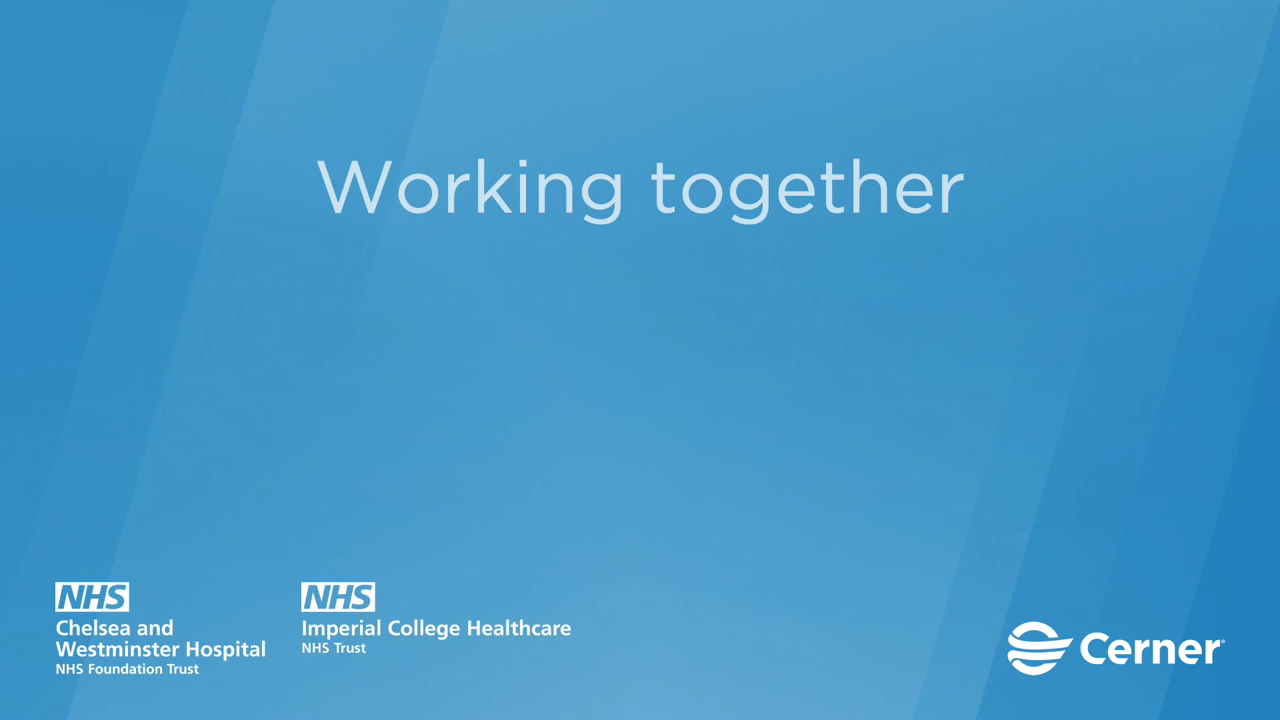 Working together
NHS
Chelsea and
Westminster Hospital
NHS Foundation Trust
NHS
Imperial College Healthcare
NHS Trust
Cerner®